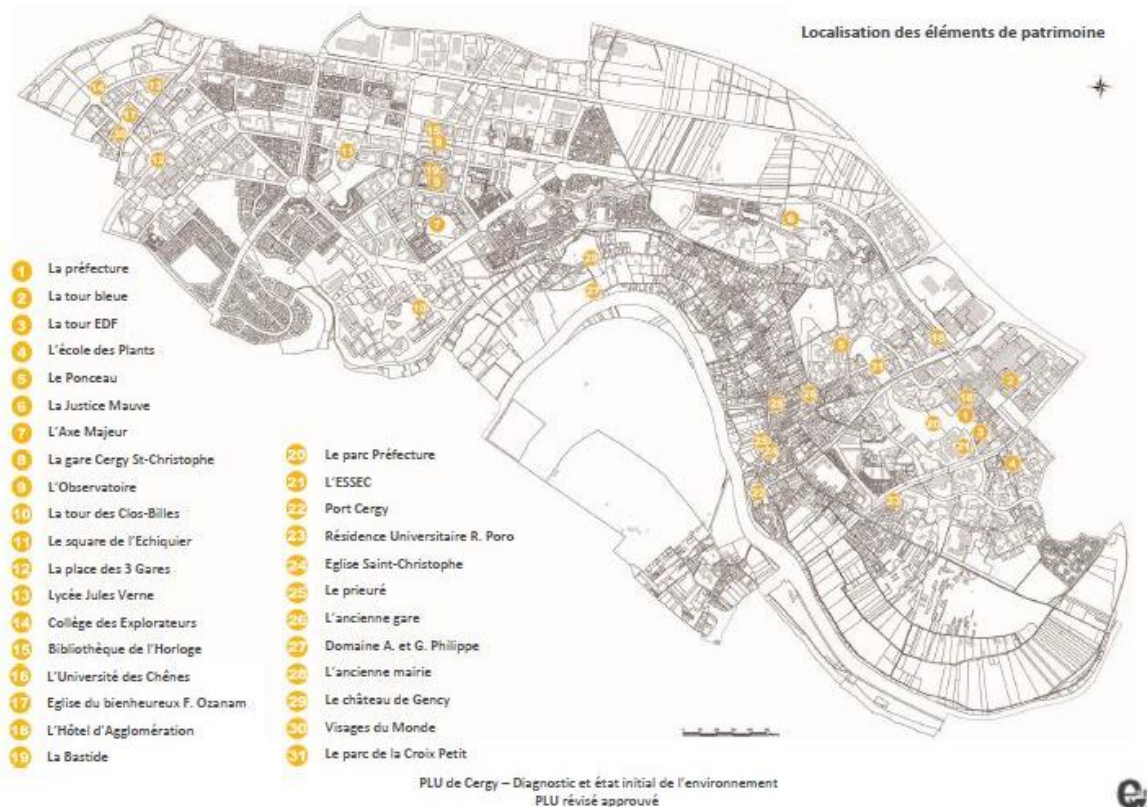 Localisation des éléments de patrimoine
1 La préfecture
2 La tour bleue
3 La tour EDF
4 L'école des Plants
5 Le Ponceau
6 La Justice Mauve
7 L'Axe Majeur
8 La gare Cergy St-Christophe
9 L'Observatoire
10 La tour des Clos-Billes
11 Le square de l'Echiquier
12 La place des 3 Gares
13 Lycée Jules Verne
14 Collège des Explorateurs
15 Bibliothèque de l'Horloge
16 L'Université des Chênes
17 Eglise du bienheureux F. Ozanam
18 L'Hôtel d'Agglomération
19 La Bastide
20 Le parc Préfecture
21 L'ESSEC
22 Port Cergy
23 Résidence Universitaire R. Poro
24 Eglise Saint-Christophe
25 Le prieuré
26 L'ancienne gare
27 Domaine A. et G. Philippe
28 L'ancienne mairie
29 Le château de Gency
30 Visages du Monde
31 Le parc de la Croix Petit
PLU de Cergy – Diagnostic et état initial de l'environnement
PLU révisé approuvé